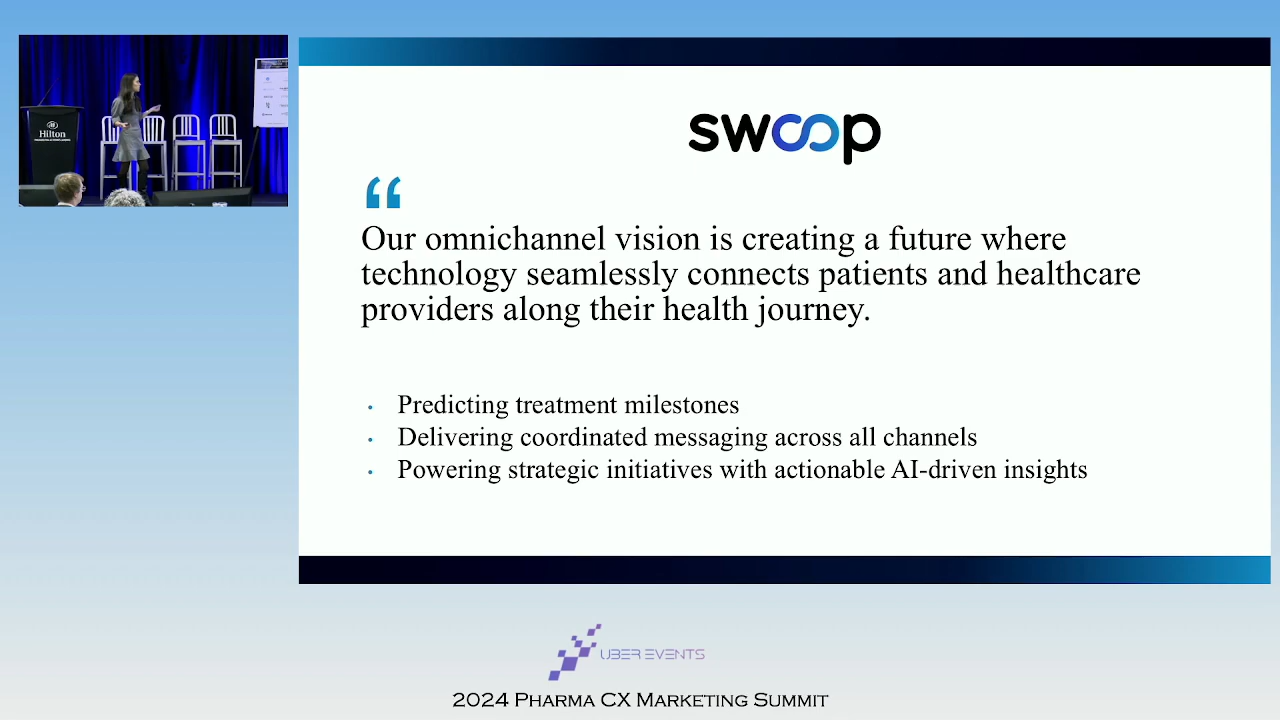 Hilton
swoop
“
Our omnichannel vision is creating a future where
technology seamlessly connects patients and healthcare
providers along their health journey.
• Predicting treatment milestones
• Delivering coordinated messaging across all channels
• Powering strategic initiatives with actionable AI-driven insights
UBER EVENTS
2024 Pharma CX Marketing Summit